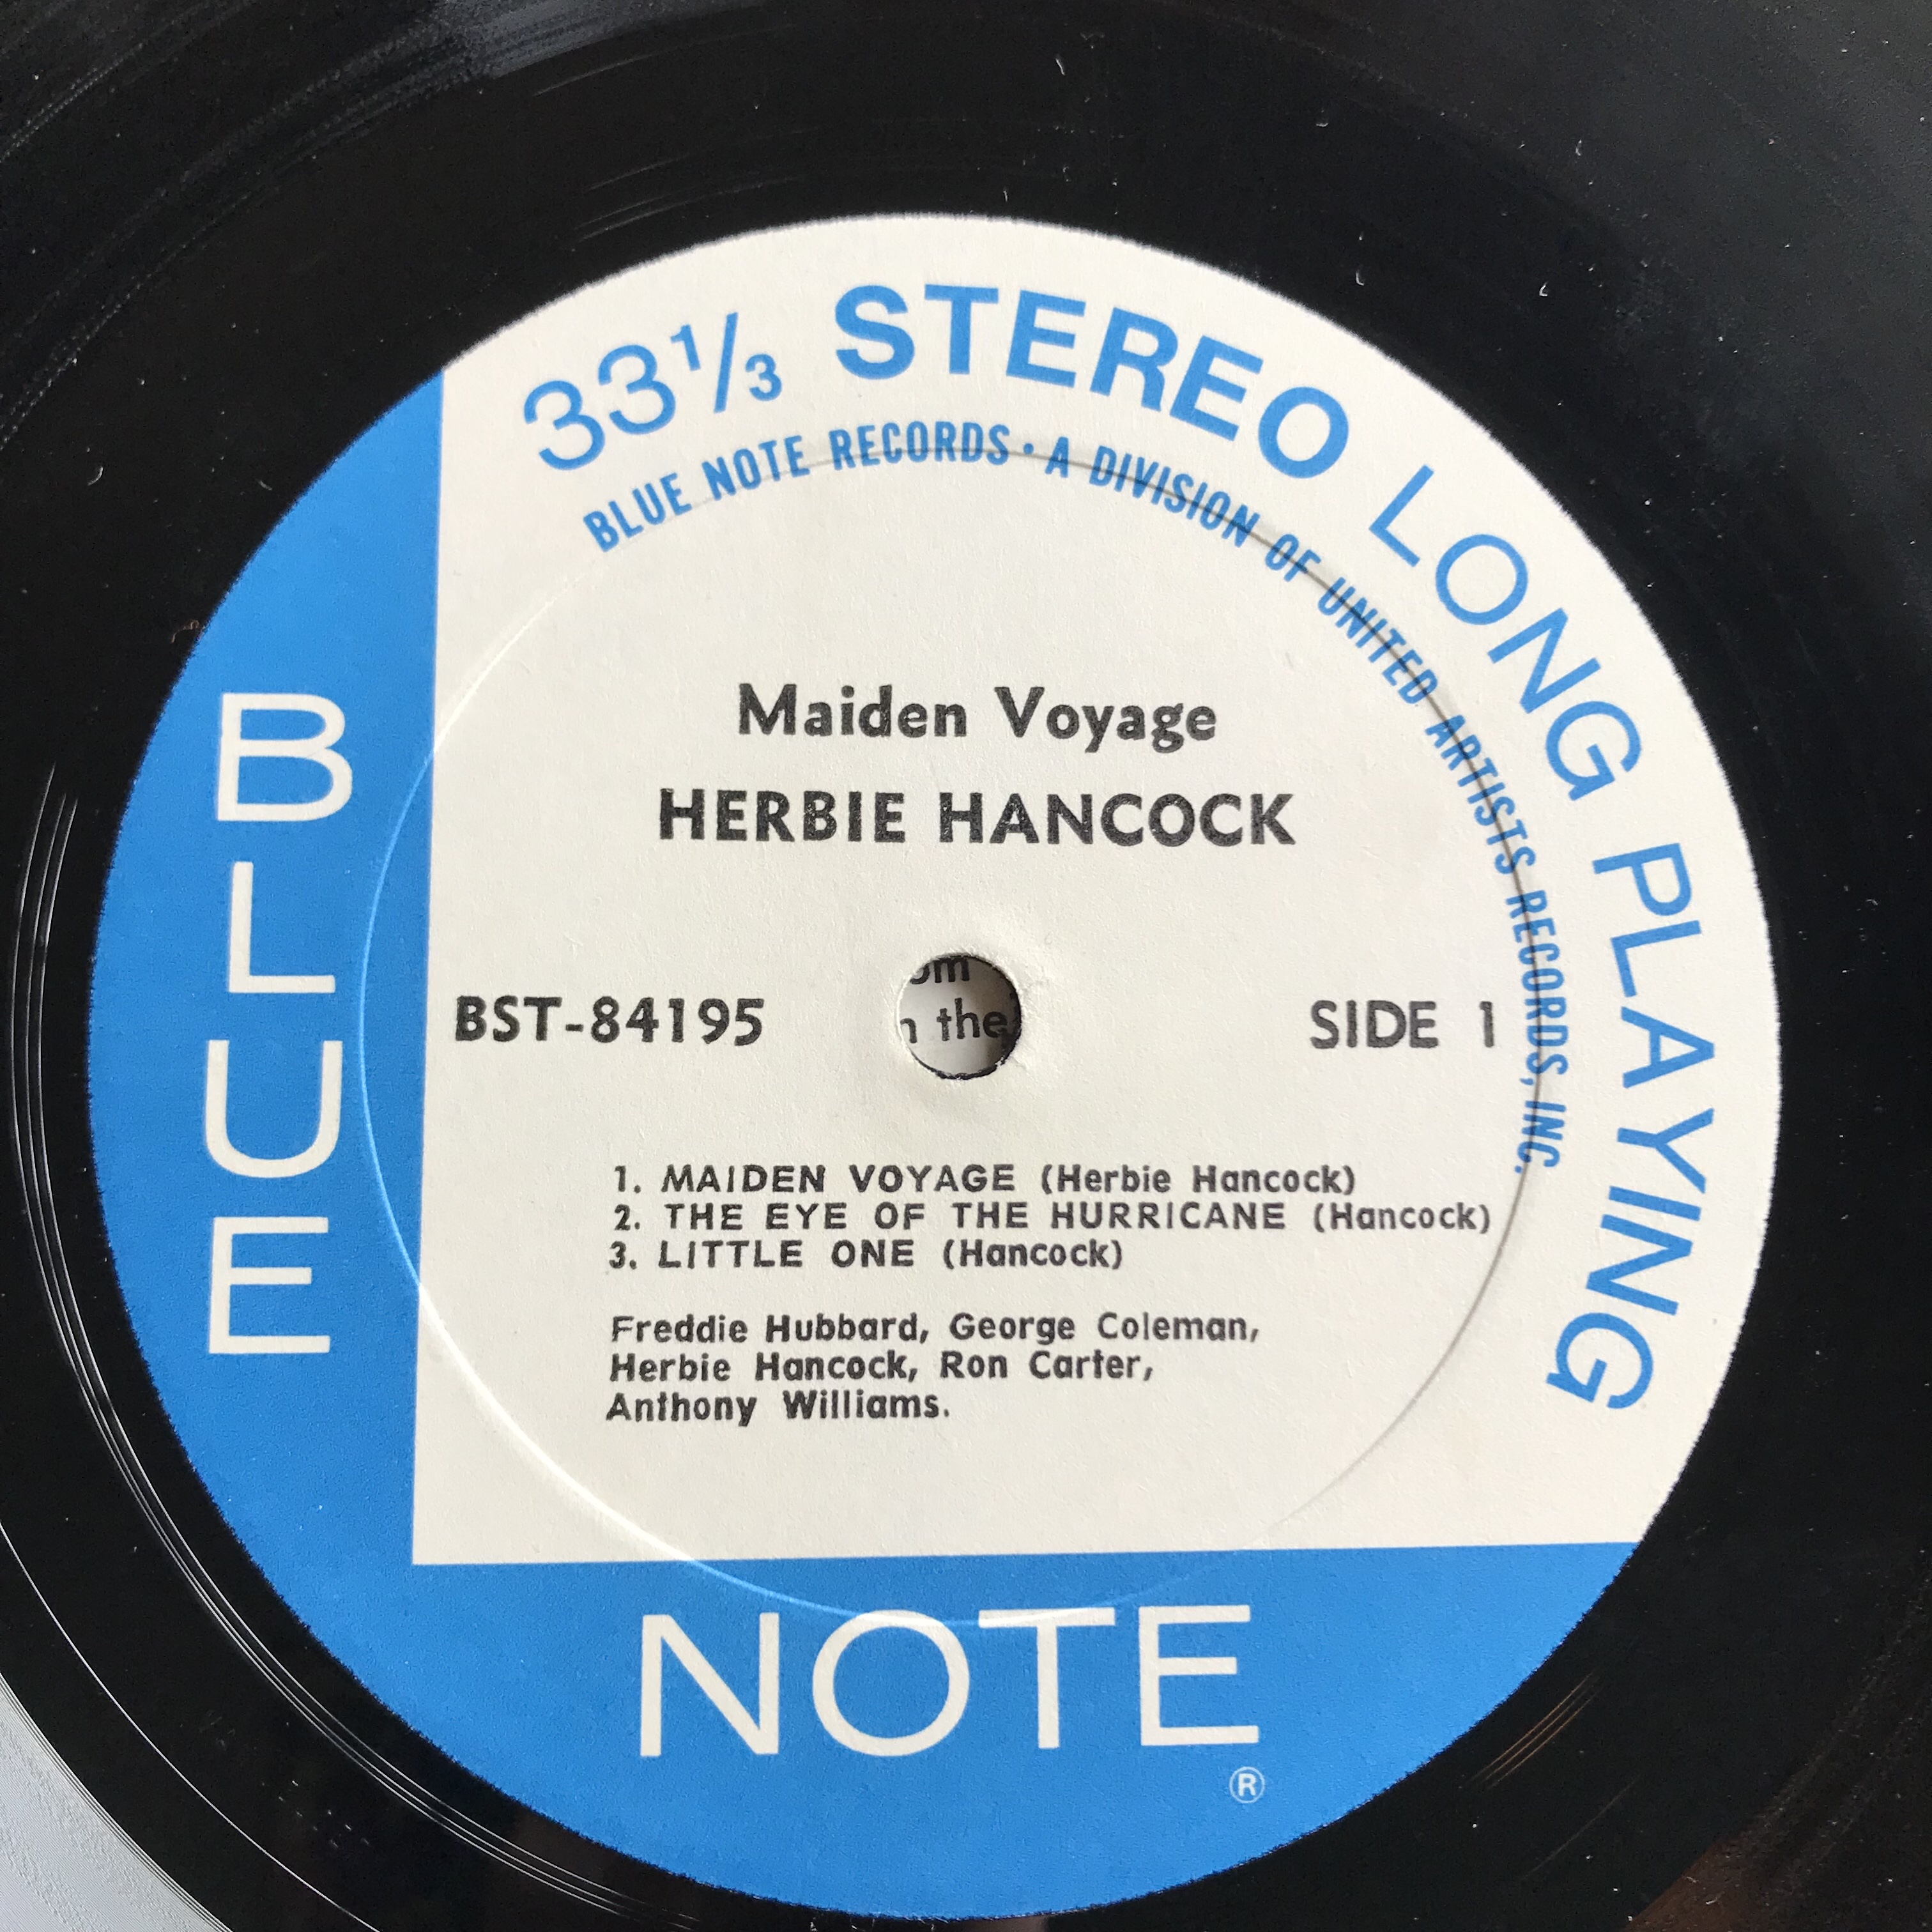 33⅓ STEREO LONG PLAYING
BLUE NOTE RECORDS · A DIVISION OF UNITED ARTISTS RECORDS, INC.
Maiden Voyage
HERBIE HANCOCK
BST-84195
SIDE 1
1. MAIDEN VOYAGE (Herbie Hancock)
2. THE EYE OF THE HURRICANE (Hancock)
3. LITTLE ONE (Hancock)
Freddie Hubbard, George Coleman,
Herbie Hancock, Ron Carter,
Anthony Williams.
BLUE
NOTE
®
the